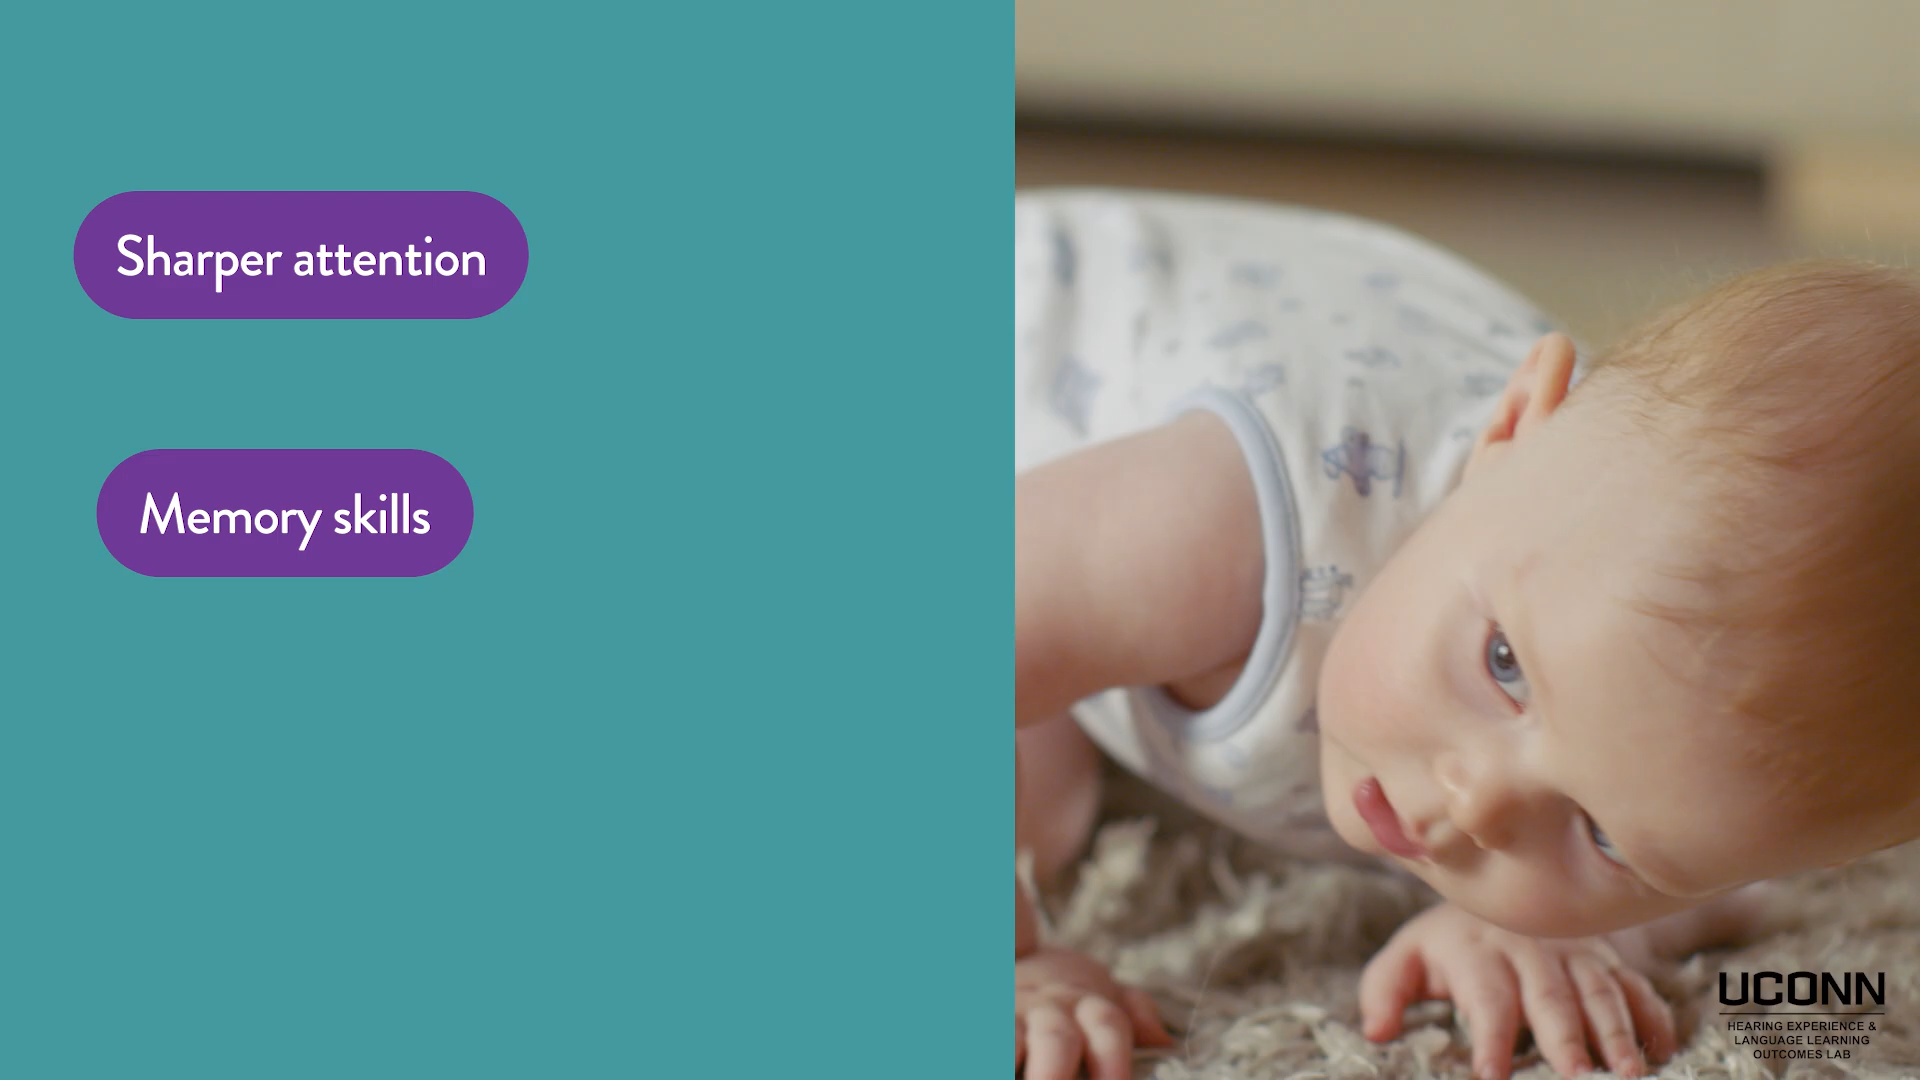 Sharper attention
Memory skills
UCONN
HEARING EXPERIENCE &
LANGUAGE LEARNING
OUTCOMES LAB